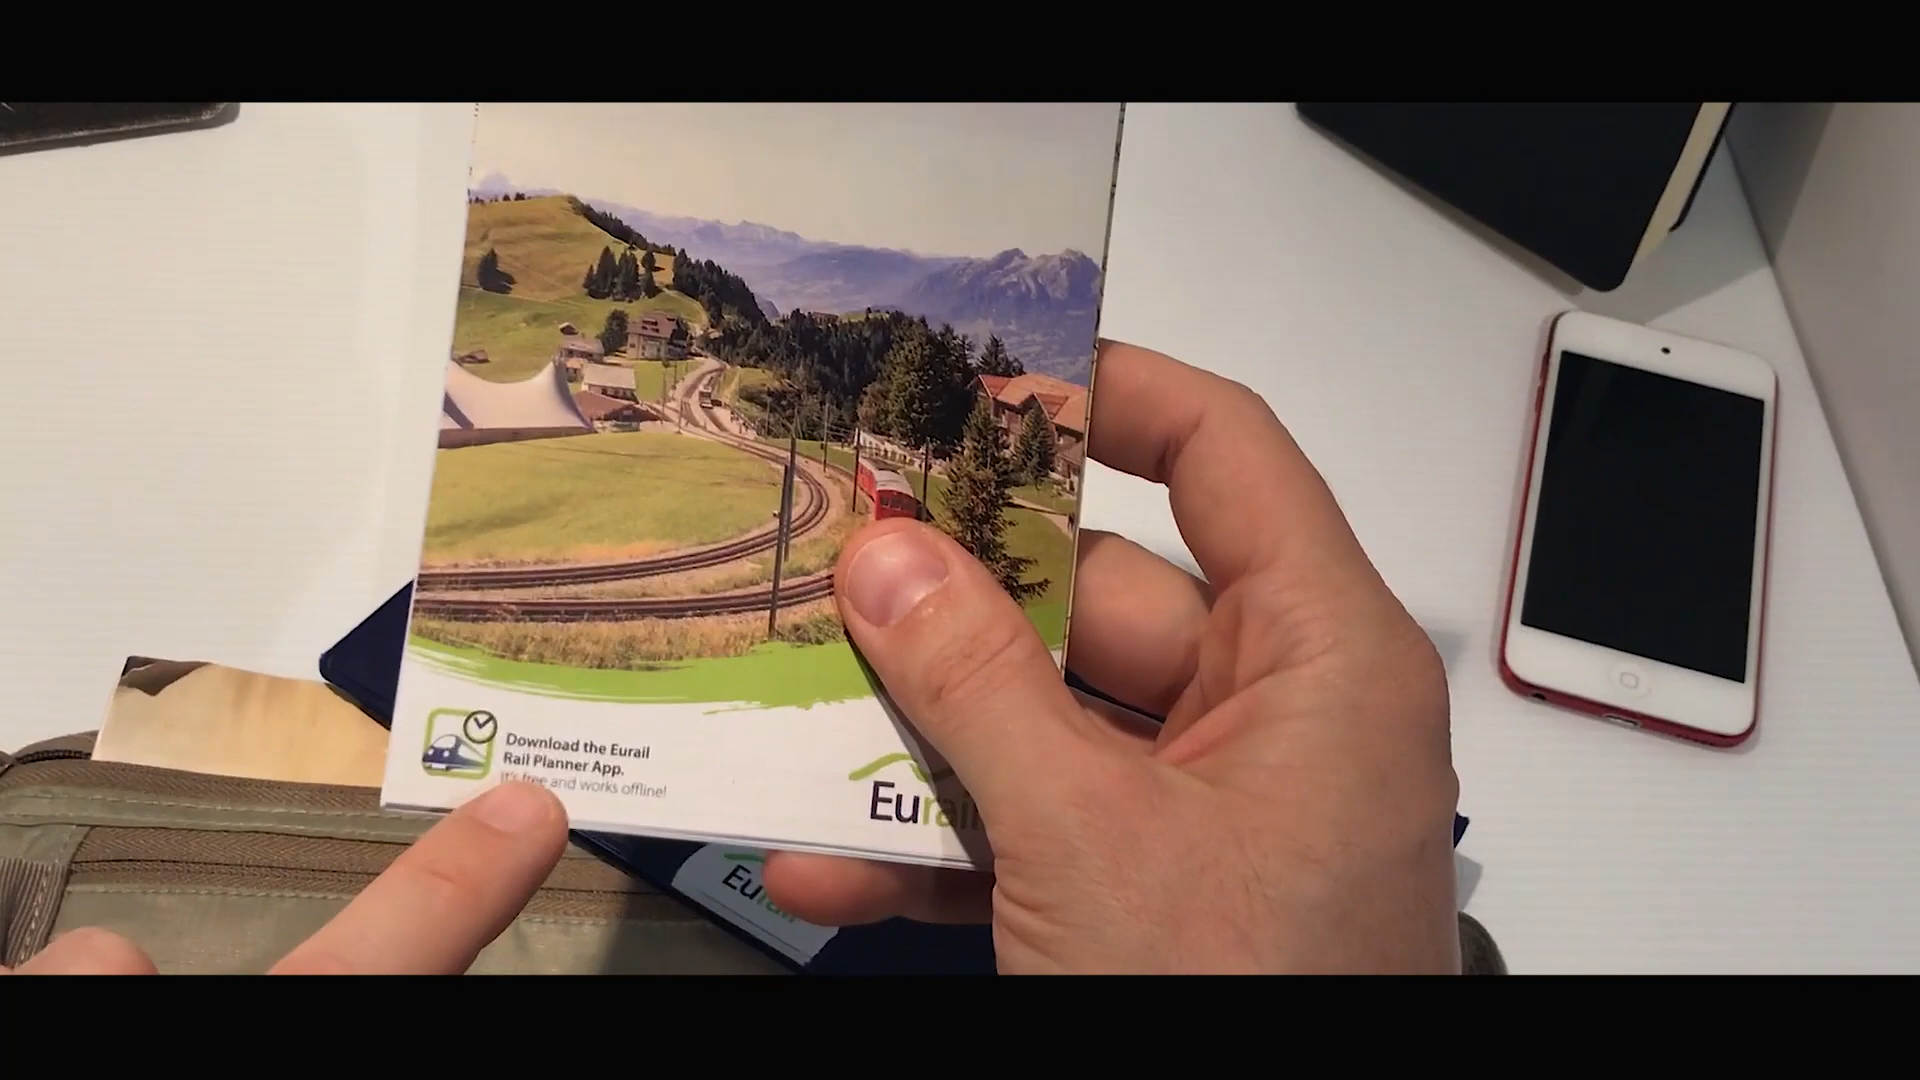 Download the Eurail
Rail Planner App.
It's free and works offline!
Eurail
Eurail